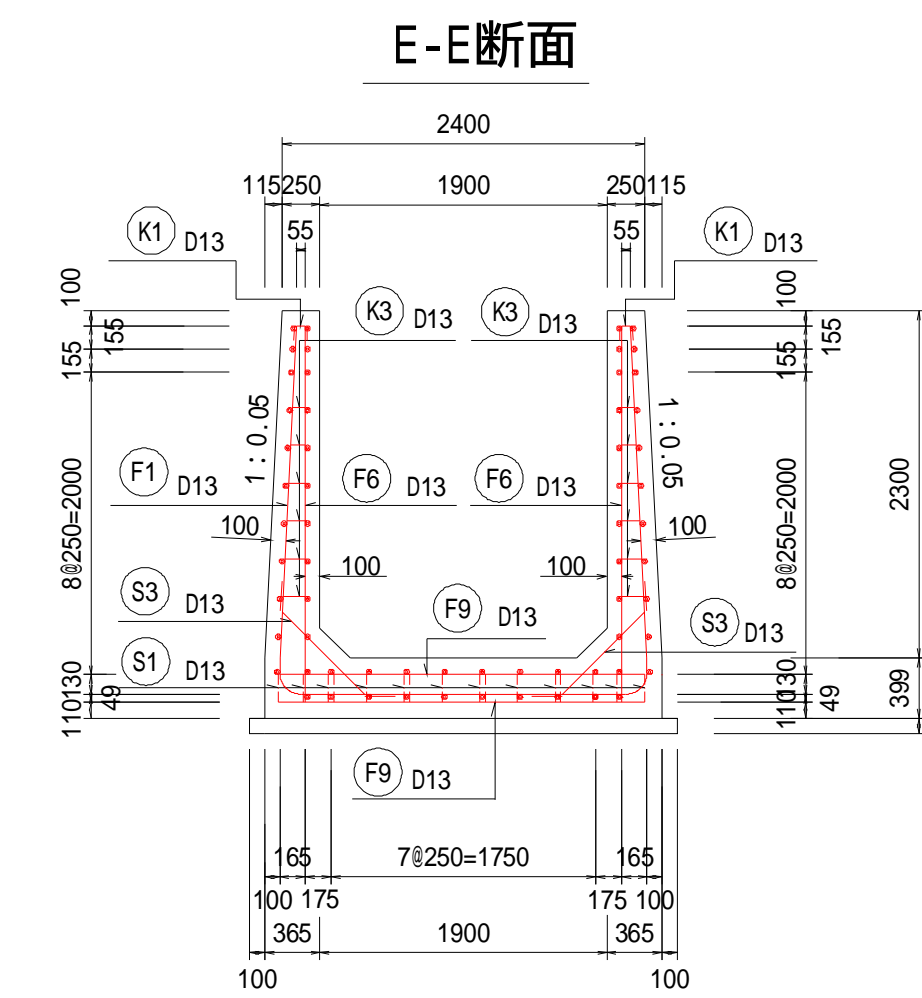 E-E断面
2400
115 250 1900 250 115
K1 D13 55 55 K1 D13
100 K3 D13 K3 D13 100
155 155 155 155
1:0.05 1:0.05
2300
F1 D13 F6 D13 F6 D13
8@250=2000 8@250=2000
100 100
100 100
S3 D13 F9 D13 S3 D13
S1 D13
130 130 399
49 49
110 110
F9 D13
165 7@250=1750 165
100 175 175 100
365 1900 365
100 100